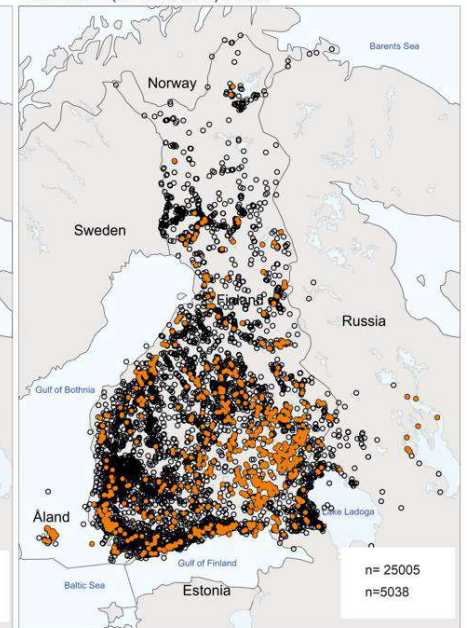 Barents Sea
Norway
Sweden
Finland
Russia
Gulf of Bothnia
Åland
Lake Ladoga
Gulf of Finland
Baltic Sea
Estonia
n= 25005
n=5038